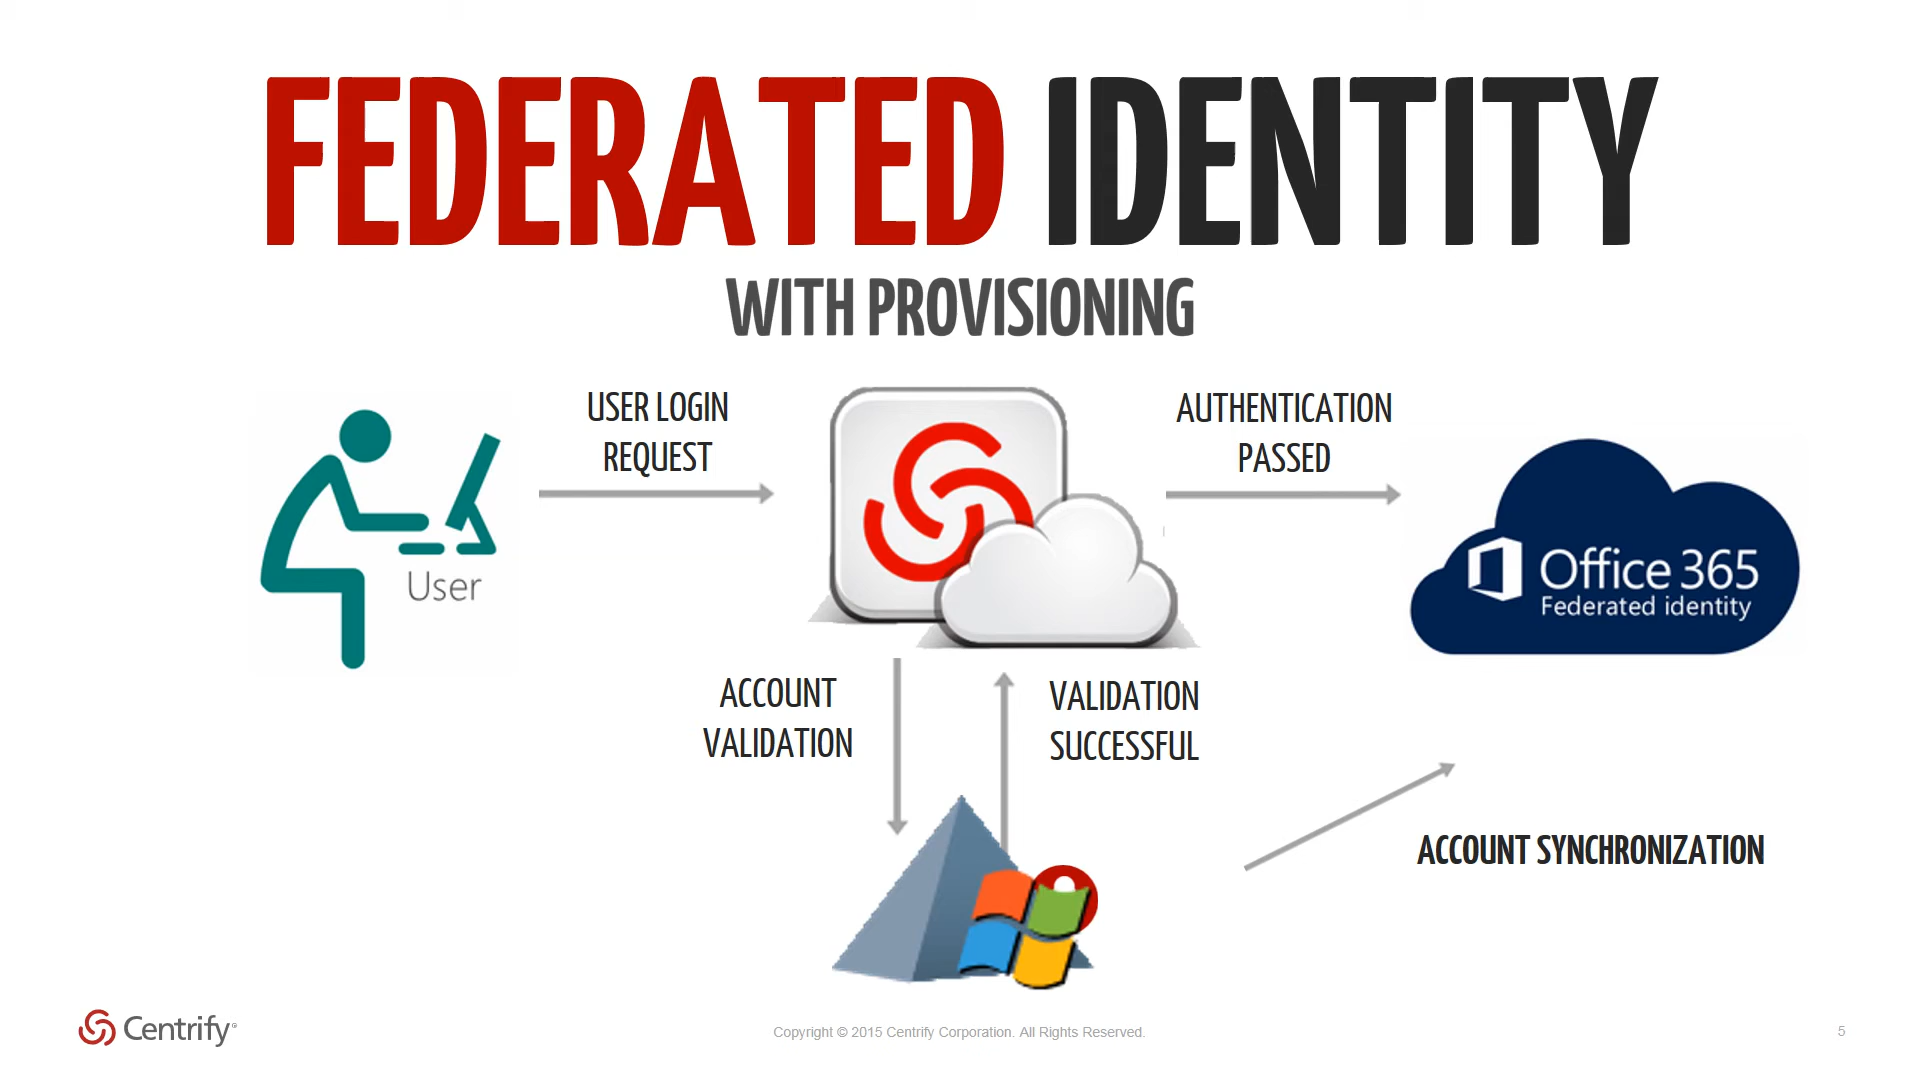 FEDERATED IDENTITY
WITH PROVISIONING
USER LOGIN
REQUEST
AUTHENTICATION
PASSED
User
Office 365
Federated identity
ACCOUNT
VALIDATION
VALIDATION
SUCCESSFUL
ACCOUNT SYNCHRONIZATION
Centrify®
Copyright © 2015 Centrify Corporation. All Rights Reserved.
5